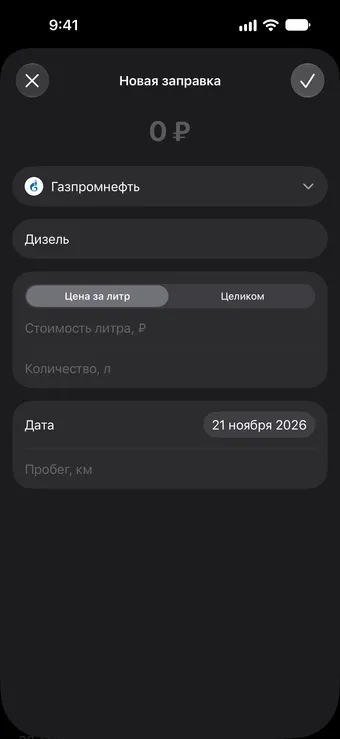 9:41
Новая заправка
0 ₽
Газпромнефть
Дизель
Цена за литр
Целиком
Стоимость литра, ₽
Количество, л
Дата
21 ноября 2026
Пробег, км